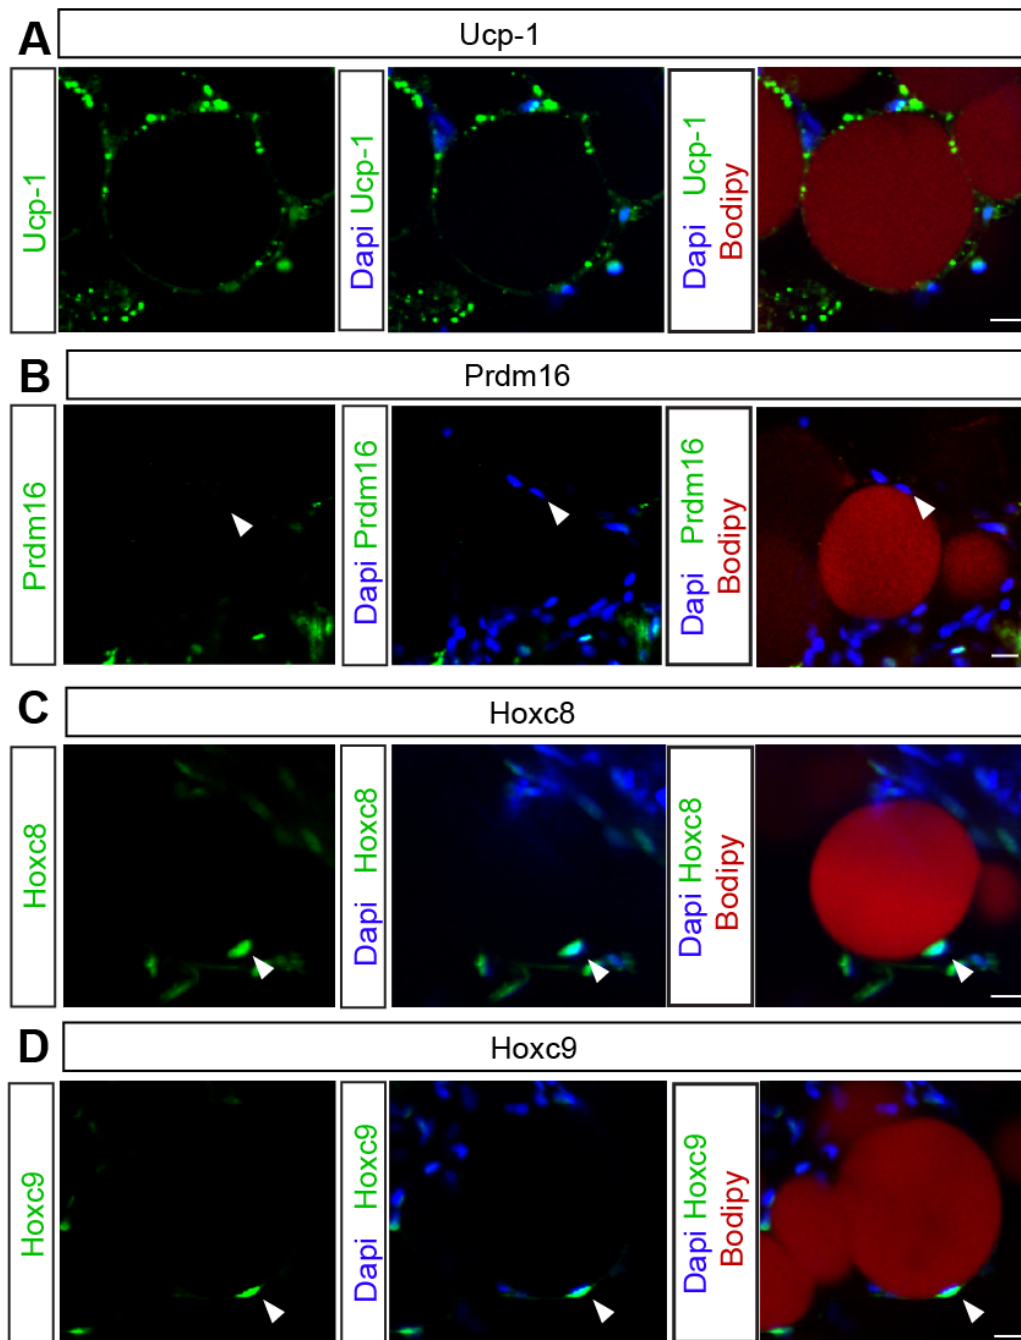 A
Ucp-1
Ucp-1
Dapi Ucp-1
Dapi Ucp-1
Bodipy
B
Prdm16
Prdm16
Dapi Prdm16
Dapi Prdm16
Bodipy
C
Hoxc8
Hoxc8
Dapi Hoxc8
Dapi Hoxc8
Bodipy
D
Hoxc9
Hoxc9
Dapi Hoxc9
Dapi Hoxc9
Bodipy